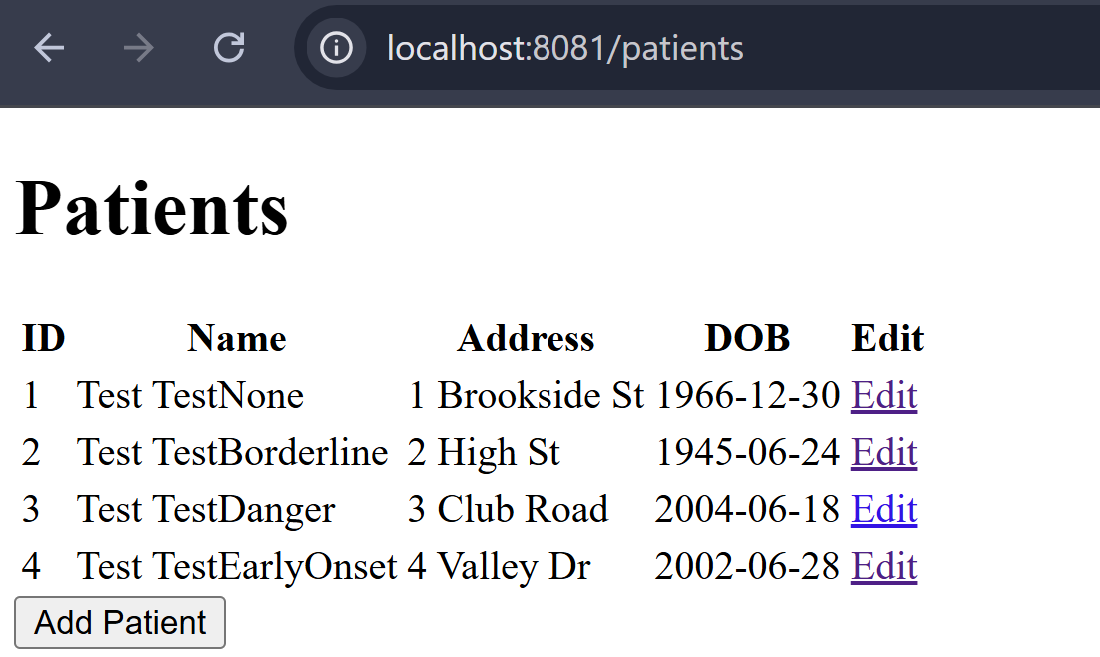 localhost:8081/patients
Patients
ID Name Address DOB Edit
1 Test TestNone 1 Brookside St 1966-12-30 Edit
2 Test TestBorderline 2 High St 1945-06-24 Edit
3 Test TestDanger 3 Club Road 2004-06-18 Edit
4 Test TestEarlyOnset 4 Valley Dr 2002-06-28 Edit
Add Patient